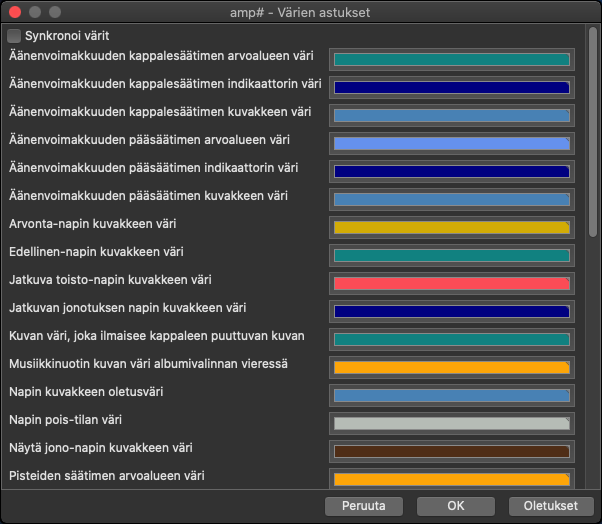 amp# - Värien astukset
Synkronoi värit
Äänenvoimakkuuden kappalesäätimen arvoalueen väri
Äänenvoimakkuuden kappalesäätimen indikaattorin väri
Äänenvoimakkuuden kappalesäätimen kuvakkeen väri
Äänenvoimakkuuden pääsäätimen arvoalueen väri
Äänenvoimakkuuden pääsäätimen indikaattorin väri
Äänenvoimakkuuden pääsäätimen kuvakkeen väri
Arvonta-napin kuvakkeen väri
Edellinen-napin kuvakkeen väri
Jatkuva toisto-napin kuvakkeen väri
Jatkuvan jonotuksen napin kuvakkeen väri
Kuvan väri, joka ilmaisee kappaleen puuttuvan kuvan
Musiikkinuotin kuvan väri albumivalinnan vieressä
Napin kuvakkeen oletusväri
Napin pois-tilan väri
Näytä jono-napin kuvakkeen väri
Pisteiden säätimen arvoalueen väri
Peruuta OK Oletukset